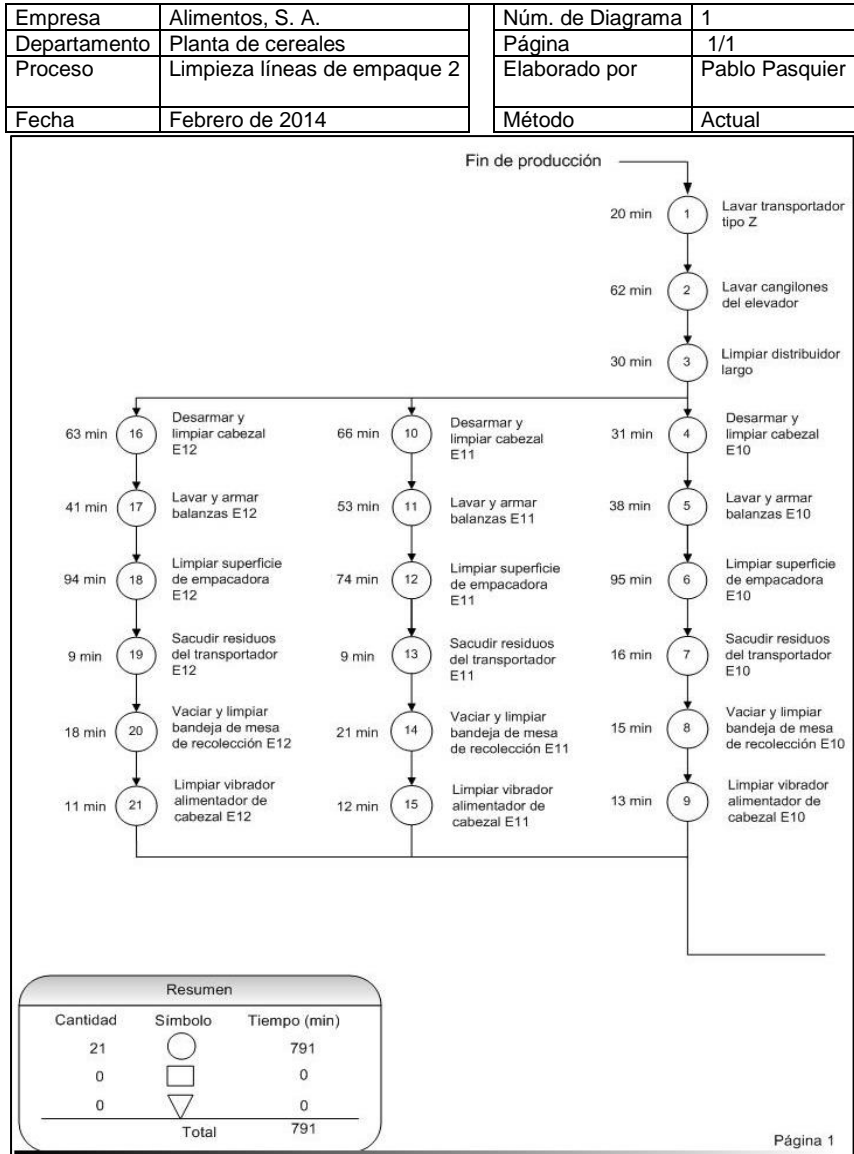 Empresa Alimentos, S. A. Núm. de Diagrama 1
Departamento Planta de cereales Página 1/1
Proceso Limpieza líneas de empaque 2 Elaborado por Pablo Pasquier
Fecha Febrero de 2014 Método Actual
Fin de producción
20 min 1 Lavar transportador
tipo Z
62 min 2 Lavar cangilones
del elevador
30 min 3 Limpiar distribuidor
largo
63 min 16 Desarmar y
limpiar cabezal
E12
66 min 10 Desarmar y
limpiar cabezal
E11
31 min 4 Desarmar y
limpiar cabezal
E10
41 min 17 Lavar y armar
balanzas E12
53 min 11 Lavar y armar
balanzas E11
38 min 5 Lavar y armar
balanzas E10
94 min 18 Limpiar superficie
de empacadora
E12
74 min 12 Limpiar superficie
de empacadora
E11
95 min 6 Limpiar superficie
de empacadora
E10
9 min 19 Sacudir residuos
del transportador
E12
9 min 13 Sacudir residuos
del transportador
E11
16 min 7 Sacudir residuos
del transportador
E10
18 min 20 Vaciar y limpiar
bandeja de mesa
de recolección E12
21 min 14 Vaciar y limpiar
bandeja de mesa
de recolección E11
15 min 8 Vaciar y limpiar
bandeja de mesa
de recolección E10
11 min 21 Limpiar vibrador
alimentador de
cabezal E12
12 min 15 Limpiar vibrador
alimentador de
cabezal E11
13 min 9 Limpiar vibrador
alimentador de
cabezal E10
Resumen
Cantidad Símbolo Tiempo (min)
21 791
0 0
0 0
Total 791
Página 1